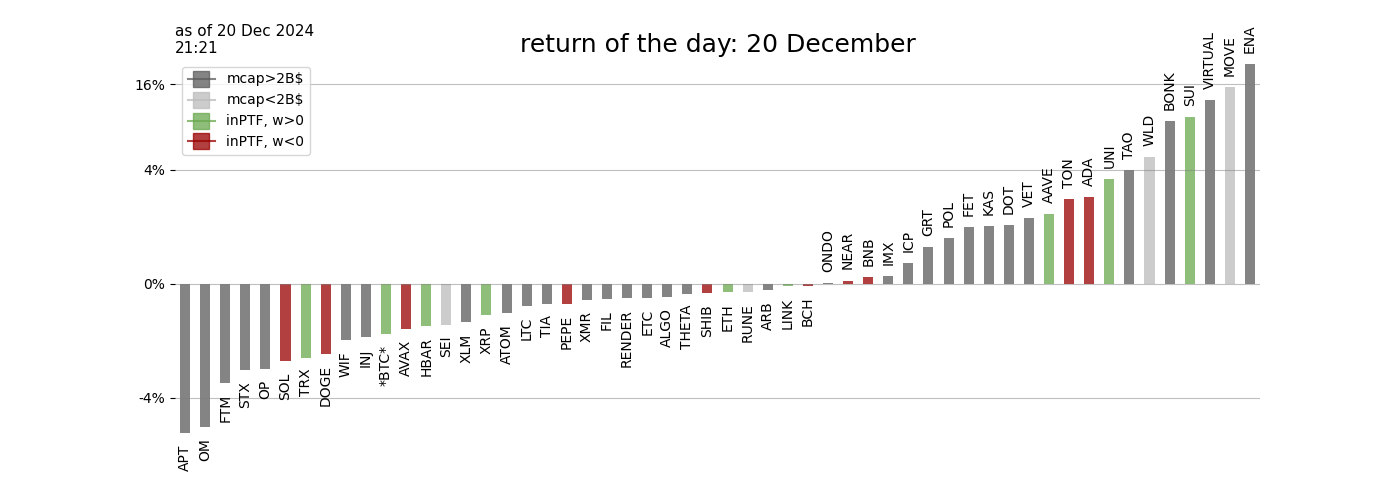 as of 20 Dec 2024
21:21
return of the day: 20 December
mcap>2B$
mcap<2B$
inPTF, w>0
inPTF, w<0
16%
4%
0%
-4%
APT
OM
FTM
STX
OP
SOL
TRX
DOGE
WIF
INJ
*BTC*
AVAX
HBAR
SEI
XLM
XRP
ATOM
LTC
TIA
PEPE
XMR
FIL
RENDER
ETC
ALGO
THETA
SHIB
ETH
RUNE
ARB
LINK
BCH
ONDO
NEAR
BNB
IMX
ICP
GRT
POL
FET
KAS
DOT
VET
AAVE
TON
ADA
UNI
TAO
WLD
BONK
SUI
VIRTUAL
MOVE
ENA